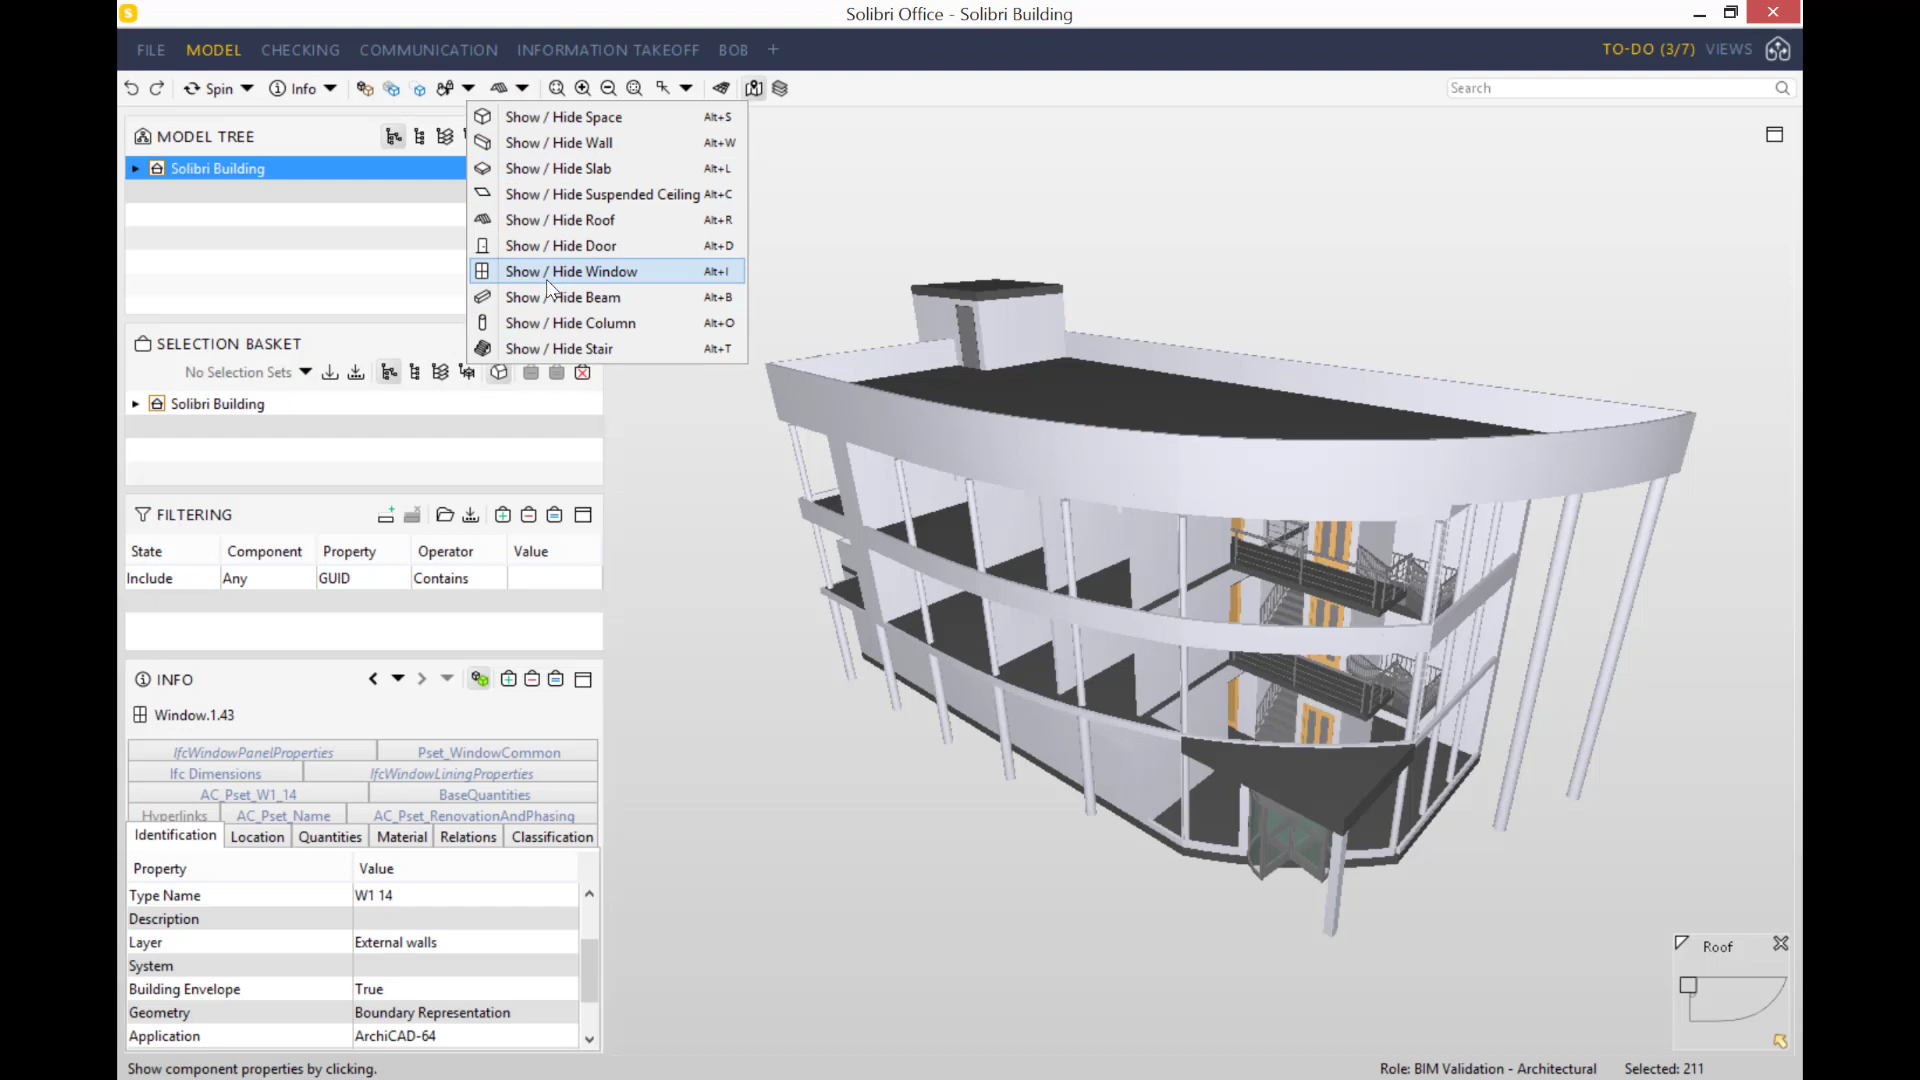 S
Solibri Office - Solibri Building
FILE MODEL CHECKING COMMUNICATION INFORMATION TAKEOFF BOB +
TO-DO (3/7) VIEWS
Spin Info
Search
MODEL TREE
Solibri Building
Show / Hide Space Alt+S
Show / Hide Wall Alt+W
Show / Hide Slab Alt+L
Show / Hide Suspended Ceiling Alt+C
Show / Hide Roof Alt+R
Show / Hide Door Alt+D
Show / Hide Window Alt+I
Show / Hide Beam Alt+B
Show / Hide Column Alt+O
Show / Hide Stair Alt+T
SELECTION BASKET
No Selection Sets
Solibri Building
FILTERING
State Component Property Operator Value
Include Any GUID Contains
INFO
Window.1.43
IfcWindowPanelProperties Pset_WindowCommon
Ifc Dimensions IfcWindowLiningProperties
AC_Pset_W1_14 BaseQuantities
Hyperlinks AC_Pset_Name AC_Pset_RenovationAndPhasing
Identification Location Quantities Material Relations Classification
Property Value
Type Name W1 14
Description
Layer External walls
System
Building Envelope True
Geometry Boundary Representation
Application ArchiCAD-64
Roof
Show component properties by clicking.
Role: BIM Validation - Architectural Selected: 211